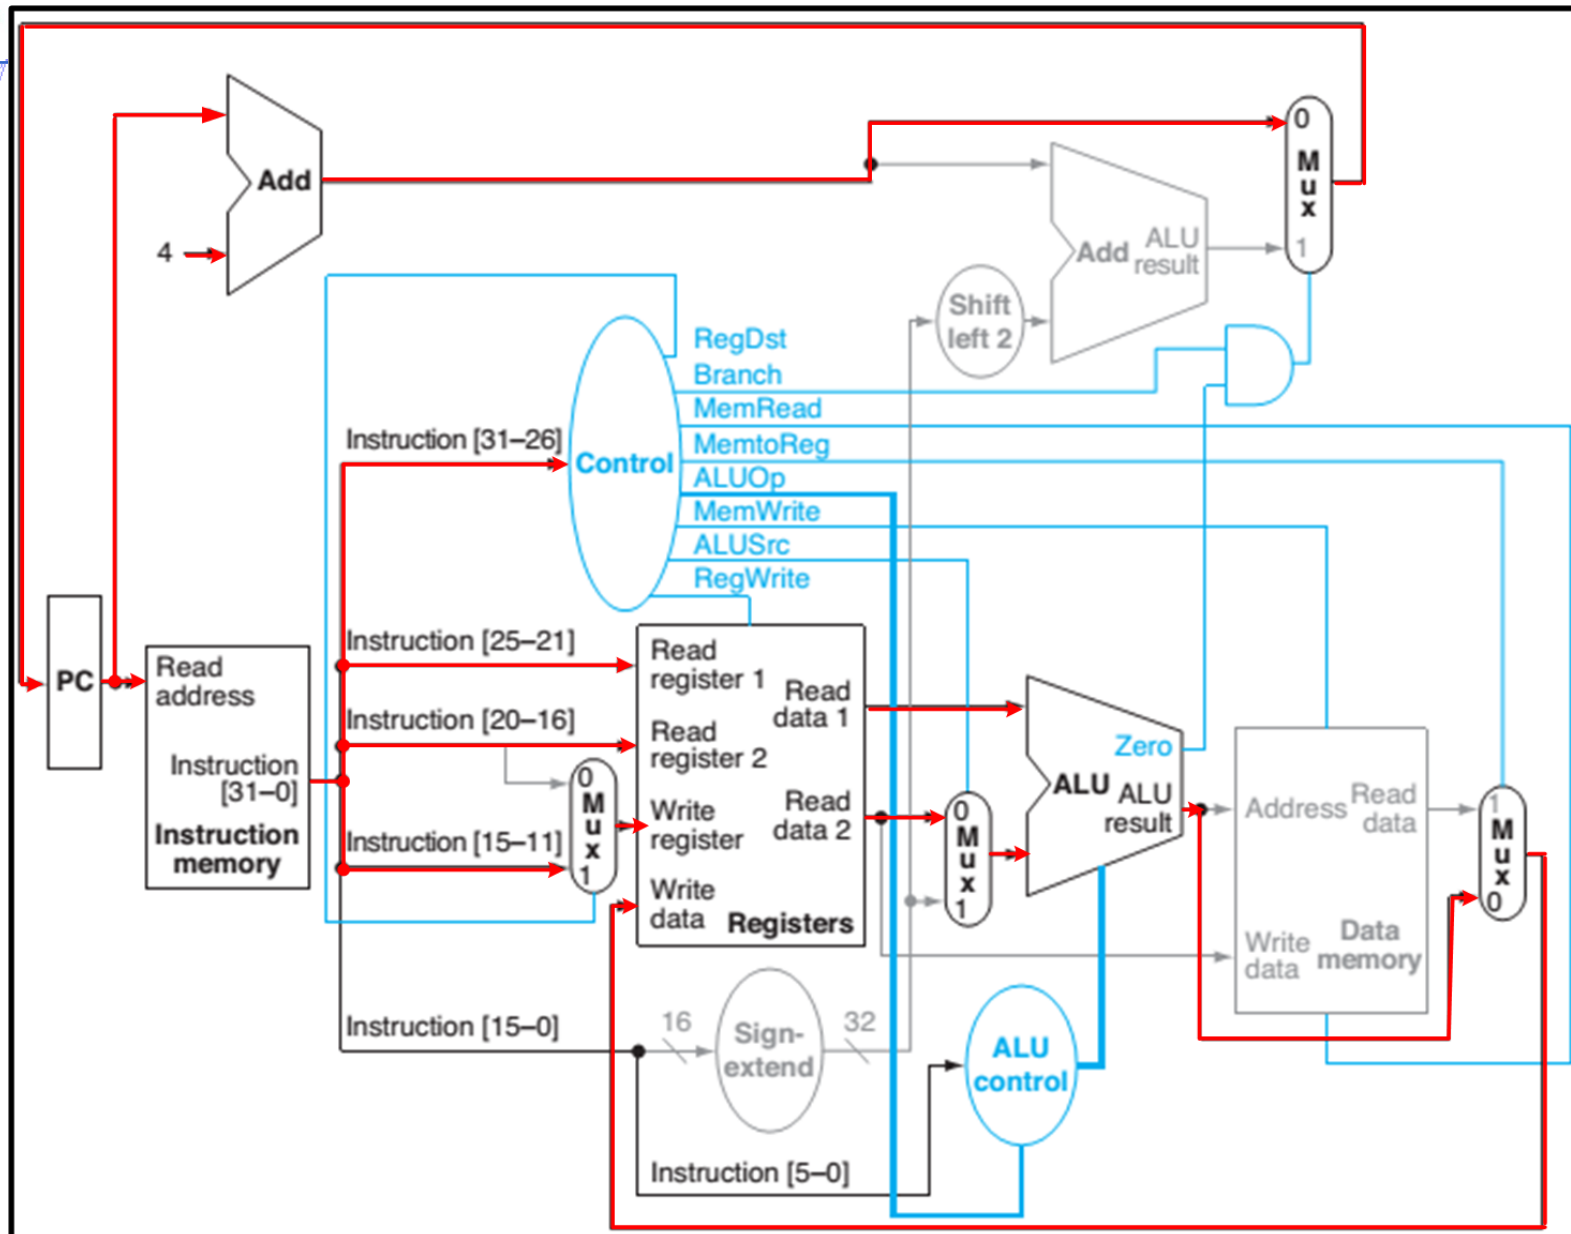 Add
4
0
M
u
x
1
Add
ALU
result
Shift
left 2
RegDst
Branch
MemRead
MemtoReg
ALUOp
MemWrite
ALUSrc
RegWrite
Control
Instruction [31–26]
Instruction [25–21]
Instruction [20–16]
Instruction [15–11]
Instruction [15–0]
Instruction [5–0]
PC
Read
address
Instruction
[31–0]
Instruction
memory
0
M
u
x
1
Read
register 1
Read
register 2
Write
register
Write
data
Read
data 1
Read
data 2
Registers
0
M
u
x
1
Zero
ALU
ALU
result
Address
Read
data
Write
data
Data
memory
1
M
u
x
0
16
Sign-
extend
32
ALU
control